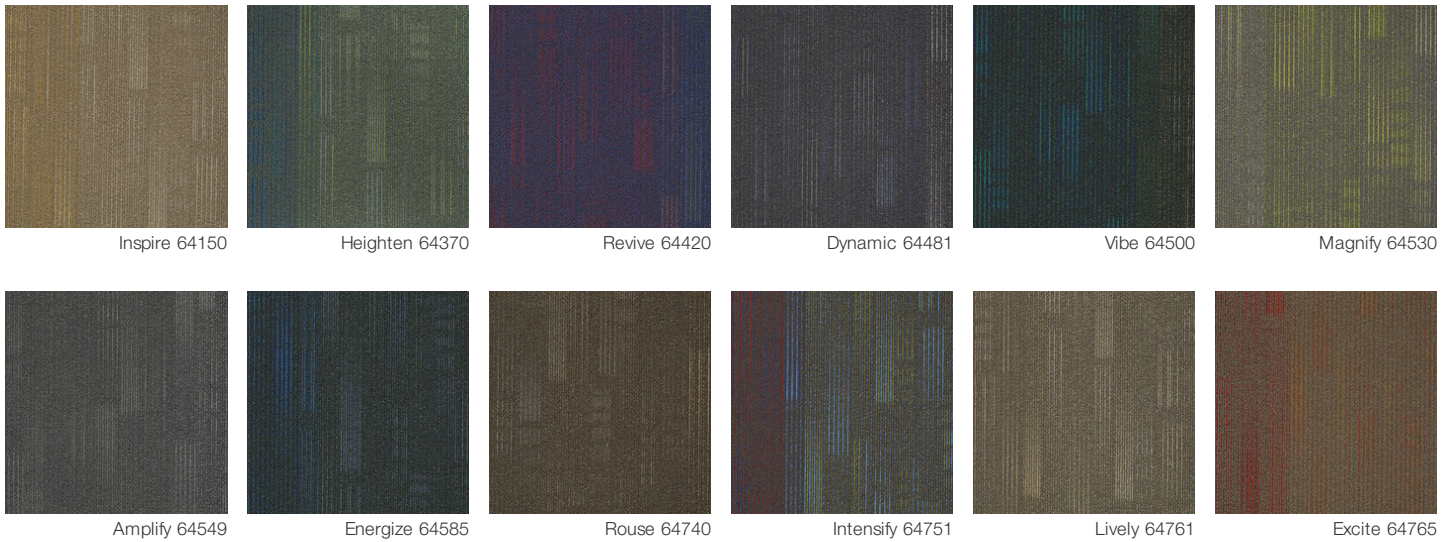 Inspire 64150
Heighten 64370
Revive 64420
Dynamic 64481
Vibe 64500
Magnify 64530
Amplify 64549
Energize 64585
Rouse 64740
Intensify 64751
Lively 64761
Excite 64765